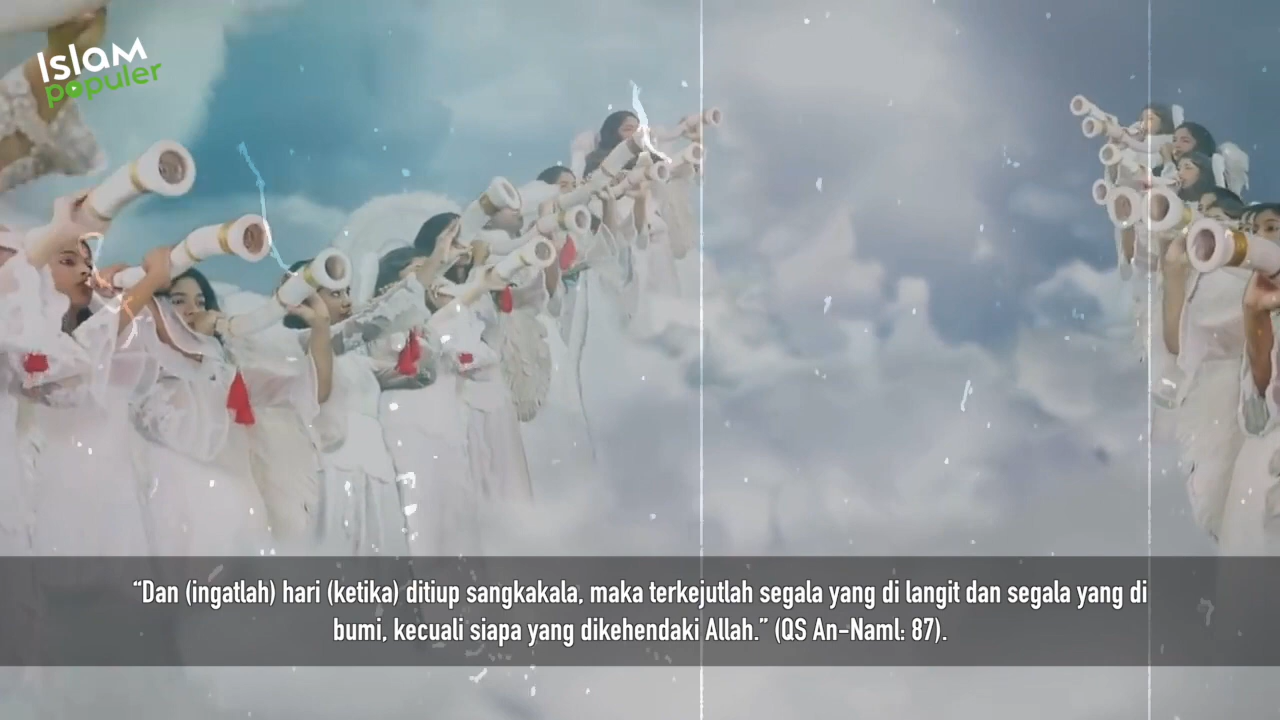 Islam
populer
“Dan (ingatlah) hari (ketika) ditiup sangkakala, maka terkejutlah segala yang di langit dan segala yang di
bumi, kecuali siapa yang dikehendaki Allah.” (QS An-Naml: 87).